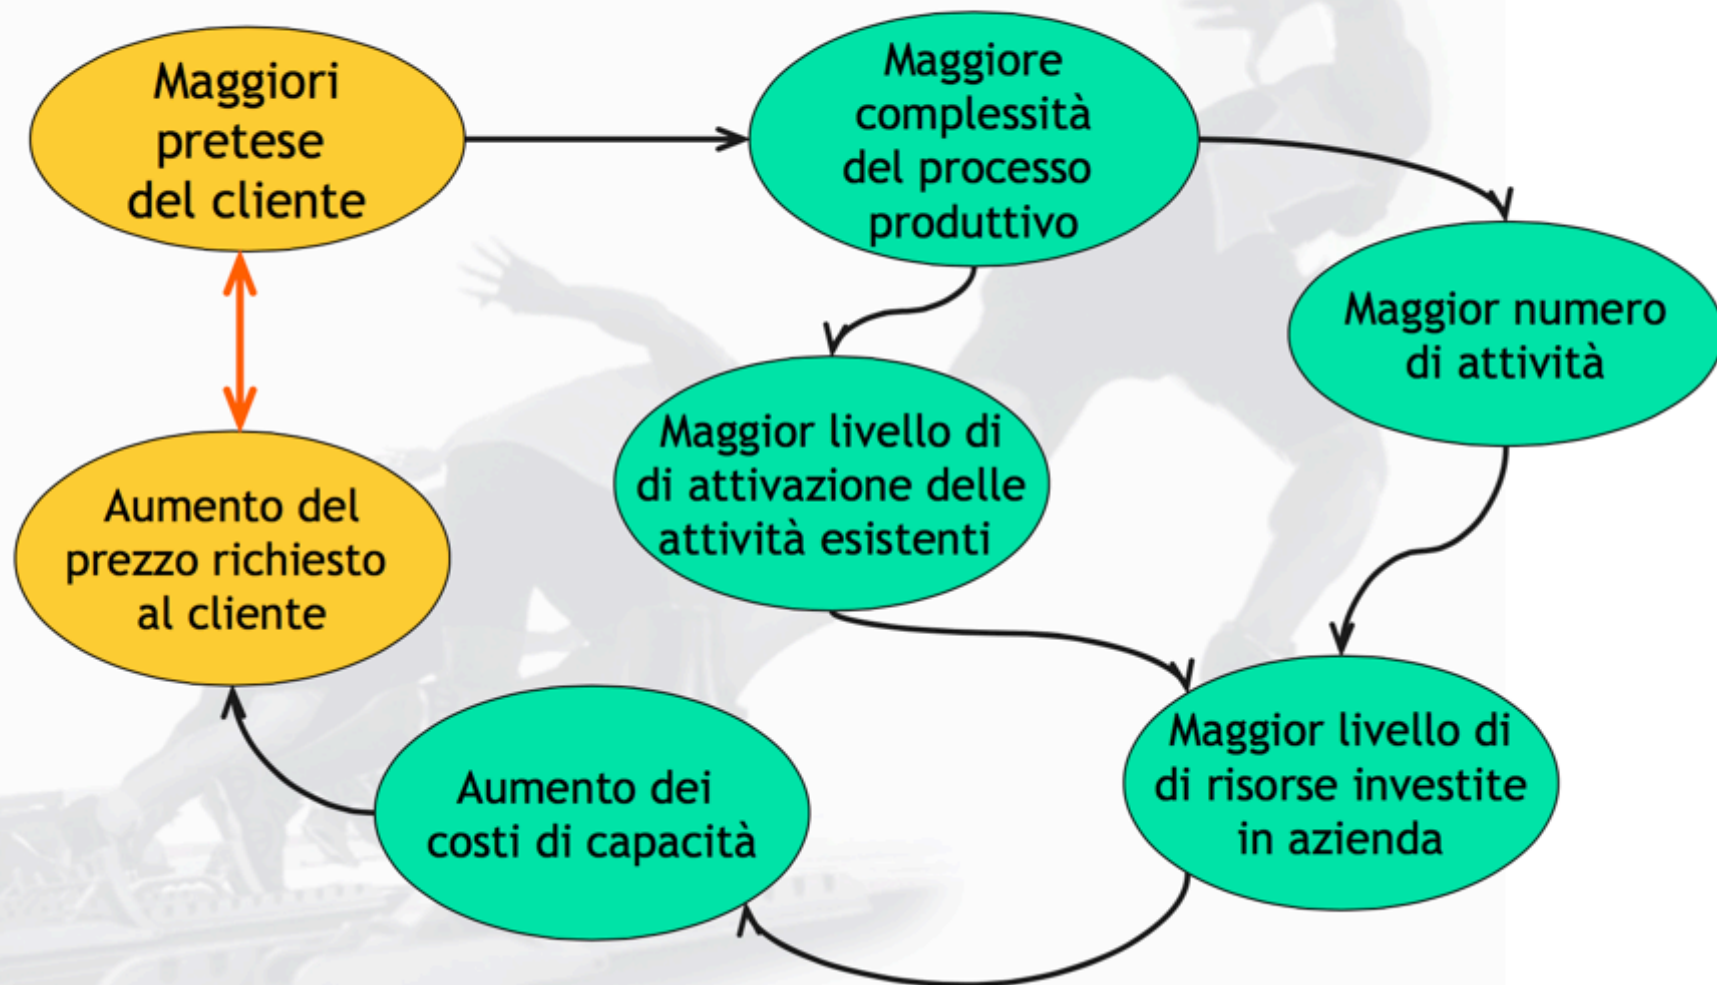 Maggiori
pretese
del cliente
Maggiore
complessità
del processo
produttivo
Maggior numero
di attività
Maggior livello di
di attivazione delle
attività esistenti
Aumento del
prezzo richiesto
al cliente
Aumento dei
costi di capacità
Maggior livello di
di risorse investite
in azienda